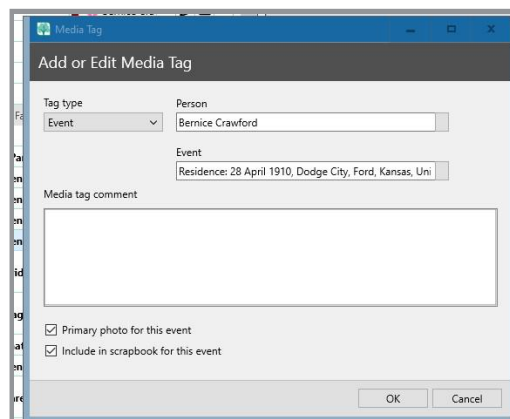 Media Tag
Add or Edit Media Tag
Tag type
Person
Event
Bernice Crawford
Event
Residence: 28 April 1910, Dodge City, Ford, Kansas, Uni
Media tag comment
Primary photo for this event
Include in scrapbook for this event
OK
Cancel